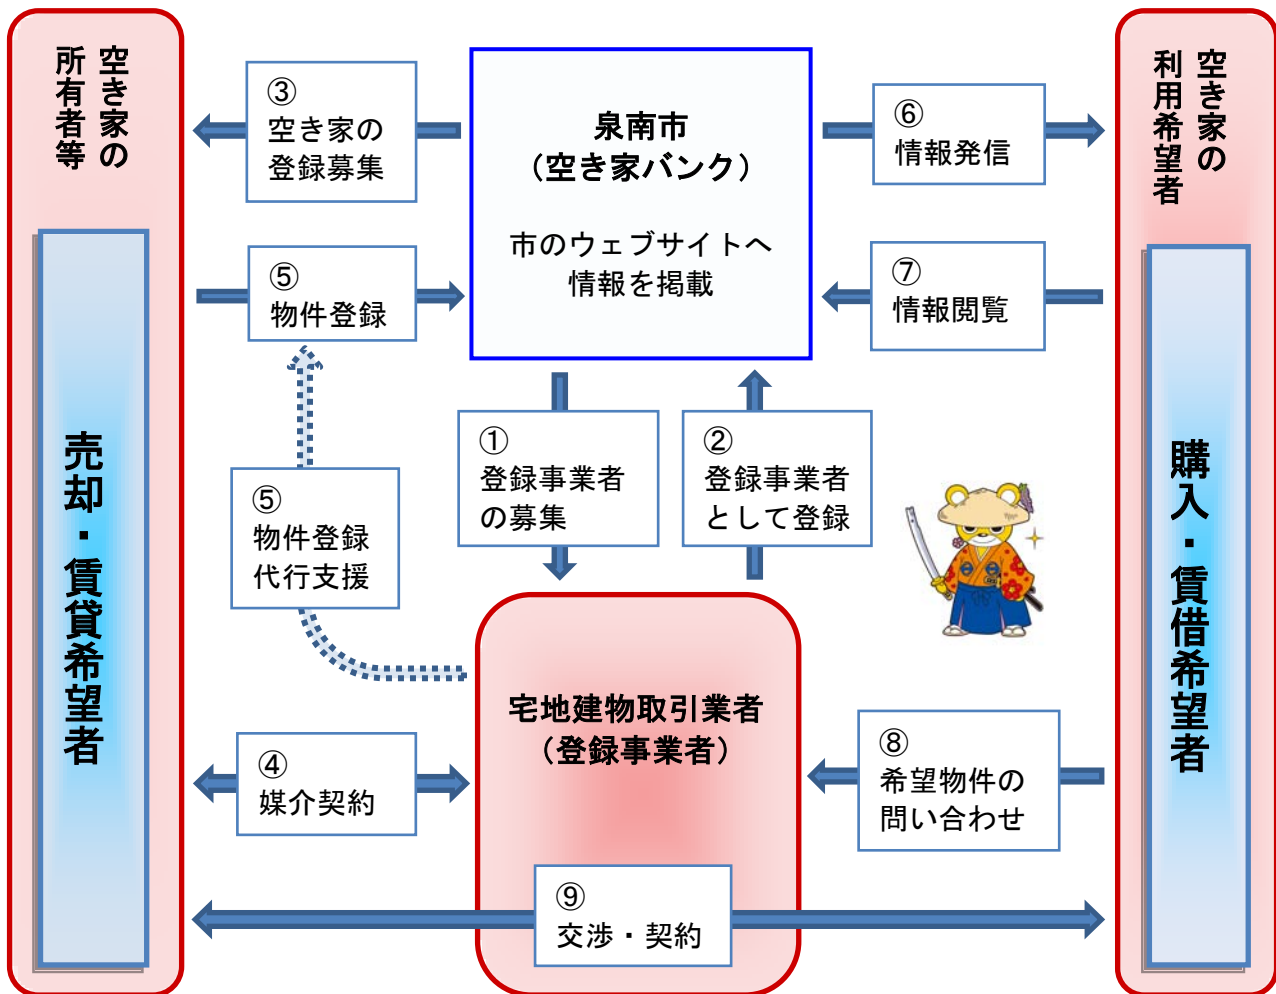 空き家の
所有者等
売却・賃貸希望者
③
空き家の
登録募集
泉南市
（空き家バンク）
市のウェブサイトへ
情報を掲載
⑥
情報発信
空き家の
利用希望者
購入・賃借希望者
⑤
物件登録
⑦
情報閲覧
①
登録事業者
の募集
②
登録事業者
として登録
⑤
物件登録
代行支援
宅地建物取引業者
（登録事業者）
④
媒介契約
⑧
希望物件の
問い合わせ
⑨
交渉・契約